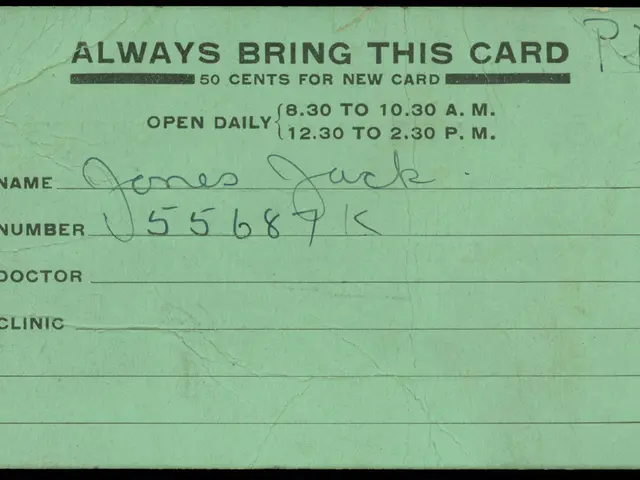 ALWAYS BRING THIS CARD
50 CENTS FOR NEW CARD
OPEN DAILY { 8.30 TO 10.30 A. M.
12.30 TO 2.30 P. M.
NAME Jones Jack.
NUMBER 55687 K
DOCTOR
CLINIC